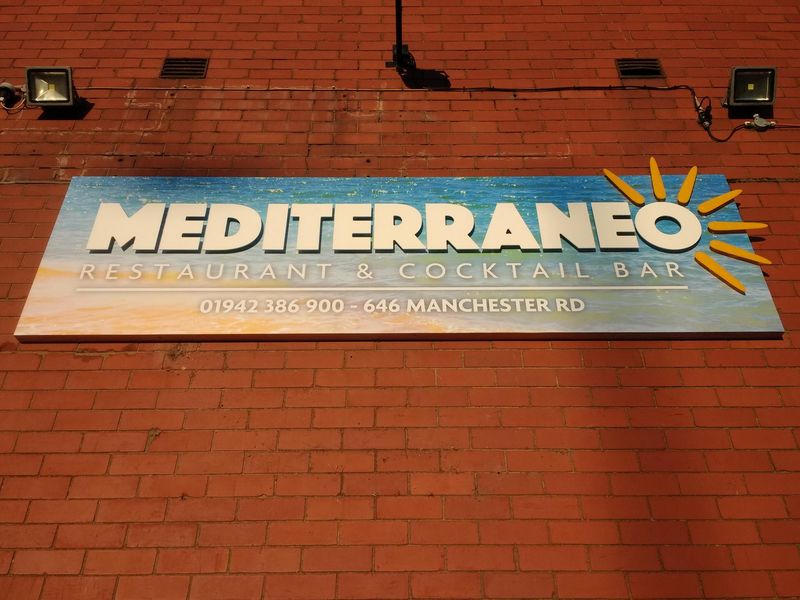 MEDITERRANEO
RESTAURANT & COCKTAIL BAR
01942 386 900 - 646 MANCHESTER RD